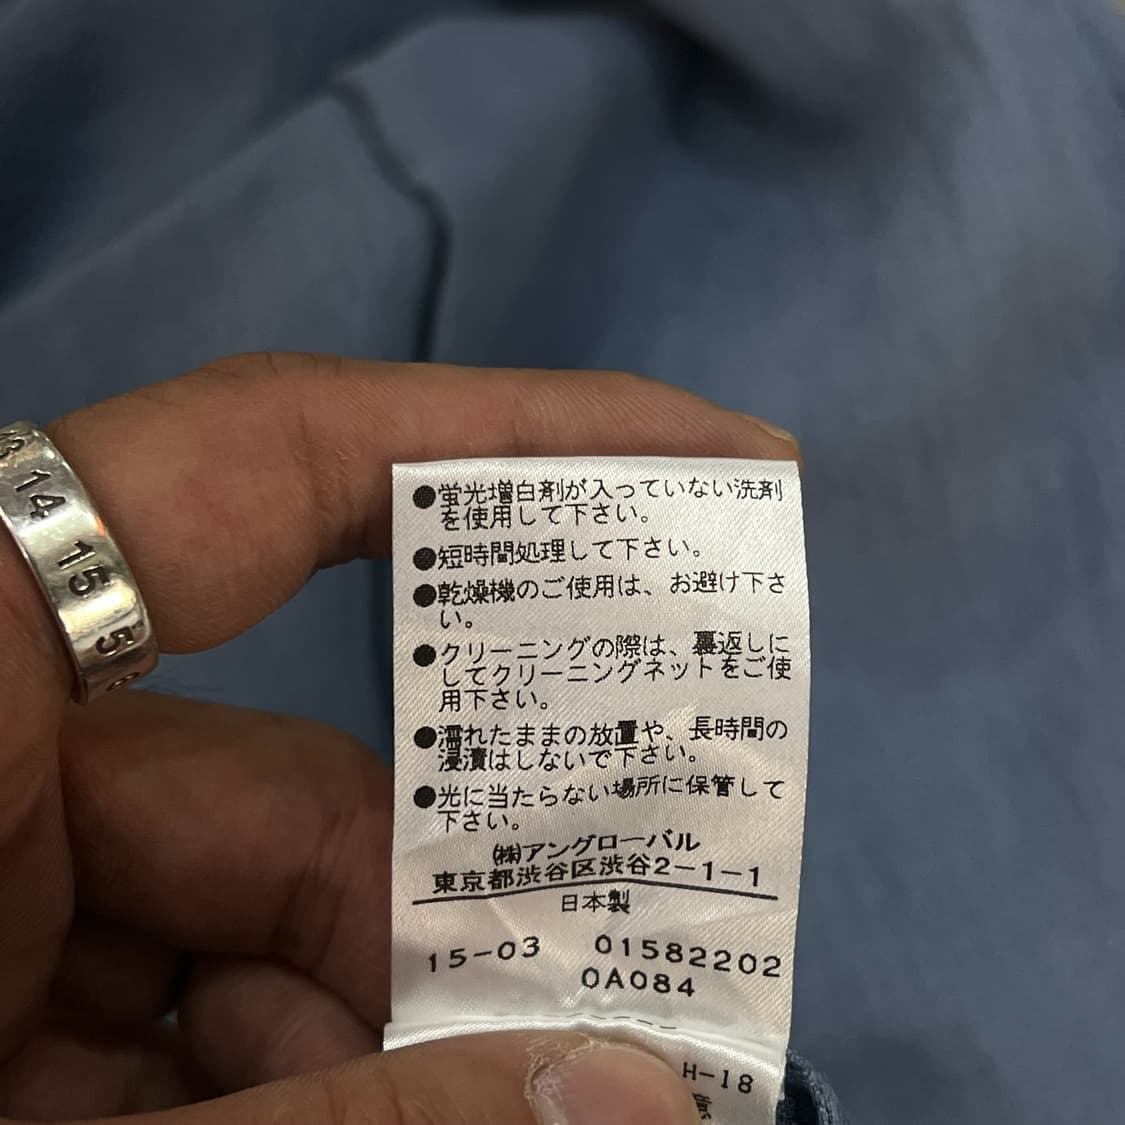 ●蛍光増白剤が入っていない洗剤
を使用して下さい。
●短時間処理して下さい。
●乾燥機のご使用は、お避け下さ
い。
●クリーニングの際は、裏返しに
してクリーニングネットをご使
用下さい。
●濡れたままの放置や、長時間の
浸漬はしないで下さい。
●光に当たらない場所に保管して
下さい。
㈱アングローバル
東京都渋谷区渋谷2-1-1
日本製
15-03 01582202
0A084
H-18
意
14
15
5